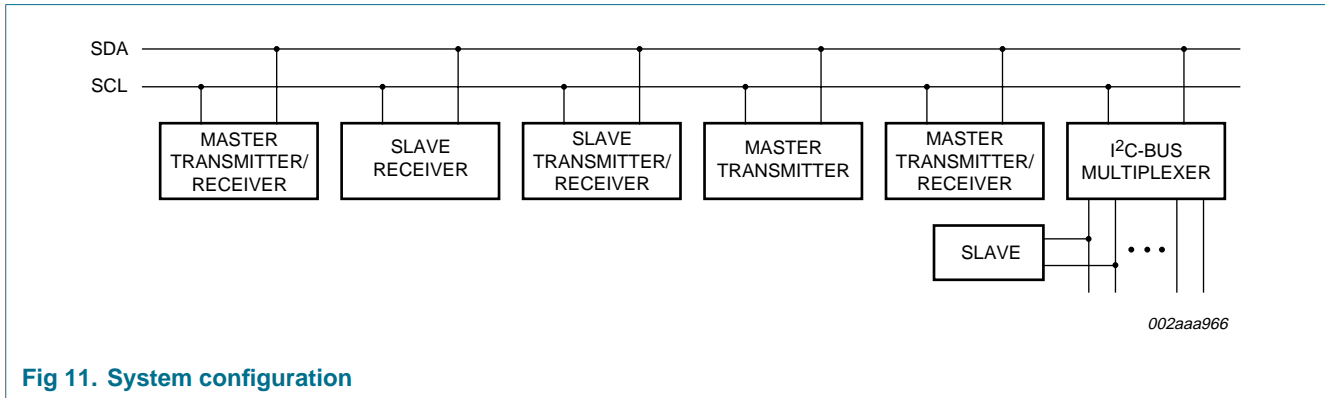 SDA
SCL
MASTER
TRANSMITTER/
RECEIVER
SLAVE
RECEIVER
SLAVE
TRANSMITTER/
RECEIVER
MASTER
TRANSMITTER
MASTER
TRANSMITTER/
RECEIVER
I²C-BUS
MULTIPLEXER
SLAVE
002aaa966
Fig 11. System configuration